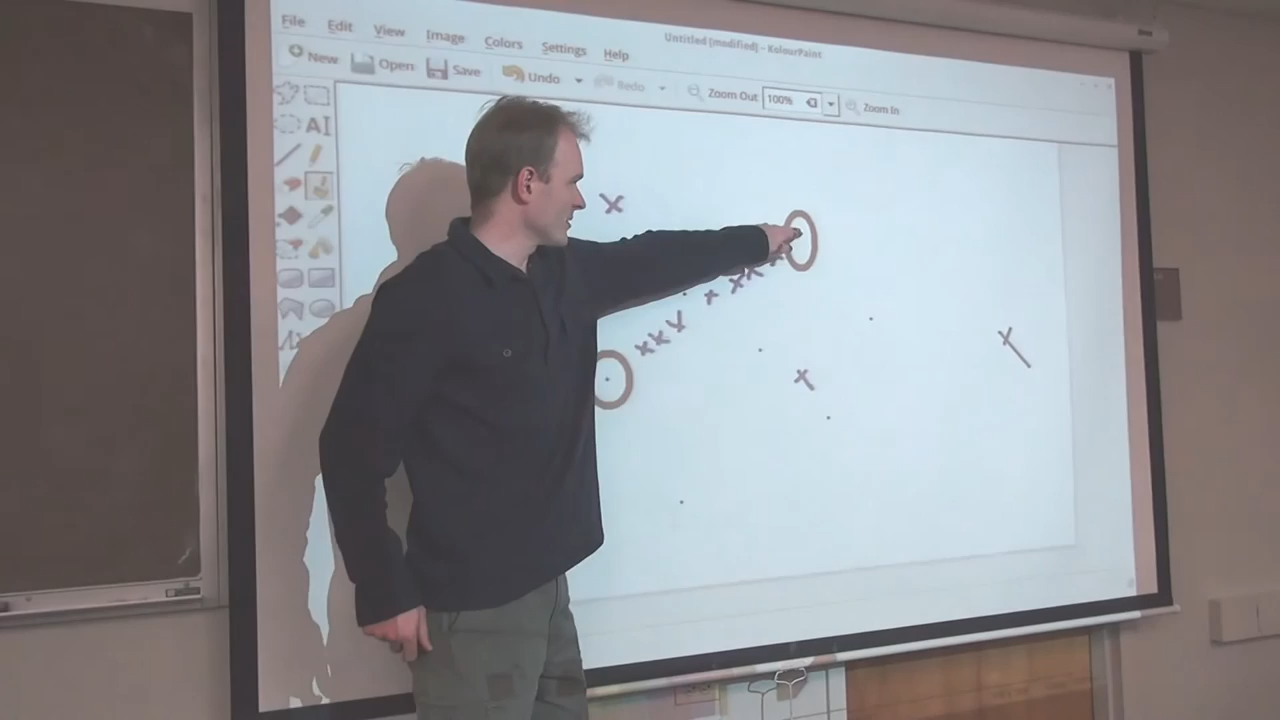 Untitled [modified] - KolourPaint
File Edit View Image Colors Settings Help
New Open Save Undo Redo Zoom Out 100% Zoom In
AI